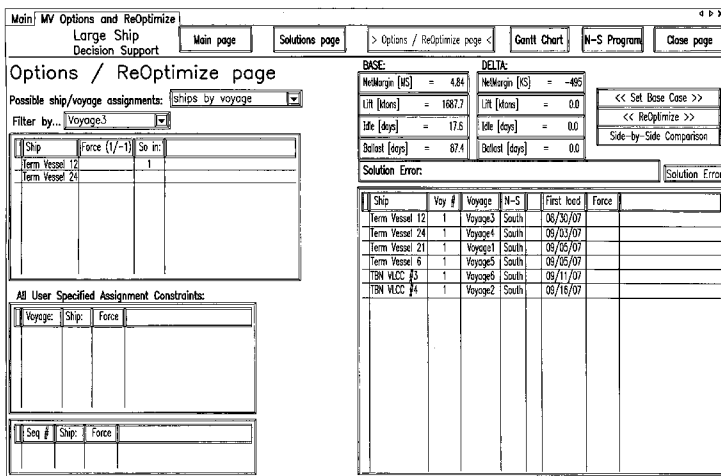 Main MV Options and ReOptimize
Large Ship
Decision Support
Main page
Solutions page
> Options / ReOptimize page <
Gantt Chart
N-S Program
Close page
Options / ReOptimize page
Possible ship/voyage assignments: ships by voyage
Filter by... Voyage3
Ship Force (1/-1) So in:
Term Vessel 12 1
Term Vessel 24
All User Specified Assignment Constraints:
Voyage: Ship: Force
Seq # Ship: Force
BASE: DELTA:
NetMargin [M$] = 4.84 NetMargin [K$] = -495
Lift [ktons] = 1687.7 Lift [ktons] = 0.0
Idle [days] = 17.6 Idle [days] = 0.0
Ballast [days] = 87.4 Ballast [days] = 0.0
<< Set Base Case >>
<< ReOptimize >>
Side-by-Side Comparison
Solution Error: Solution Error
Ship Voy # Voyage N-S First load Force
Term Vessel 12 1 Voyage3 South 08/30/07
Term Vessel 24 1 Voyage4 South 09/03/07
Term Vessel 21 1 Voyage1 South 09/05/07
Term Vessel 6 1 Voyage5 South 09/05/07
TBN VLCC #3 1 Voyage6 South 09/11/07
TBN VLCC #4 1 Voyage2 South 09/16/07